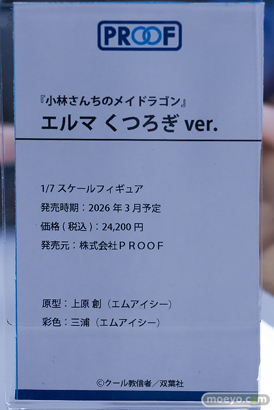 PROOF
『小林さんちのメイドラゴン』
エルマ くつろぎ ver.
1/7 スケールフィギュア
発売時期：2026 年 3 月予定
価格 ( 税込 )：24,200 円
発売元：株式会社ＰＲＯＯＦ
原型：上原 創（エムアイシー）
彩色：三浦（エムアイシー）
©クール教信者／双葉社
moeyo.com